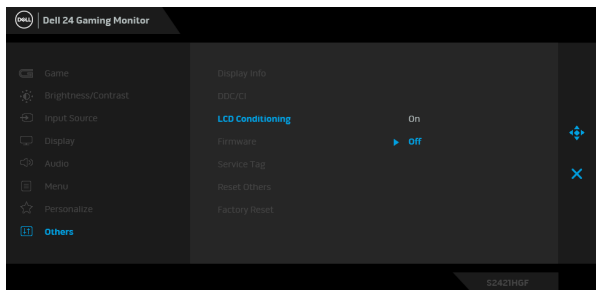 DELL
Dell 24 Gaming Monitor
Game
Brightness/Contrast
Input Source
Display
Audio
Menu
Personalize
Others
Display Info
DDC/CI
LCD Conditioning
On
Firmware
Off
Service Tag
Reset Others
Factory Reset
S2421HGF